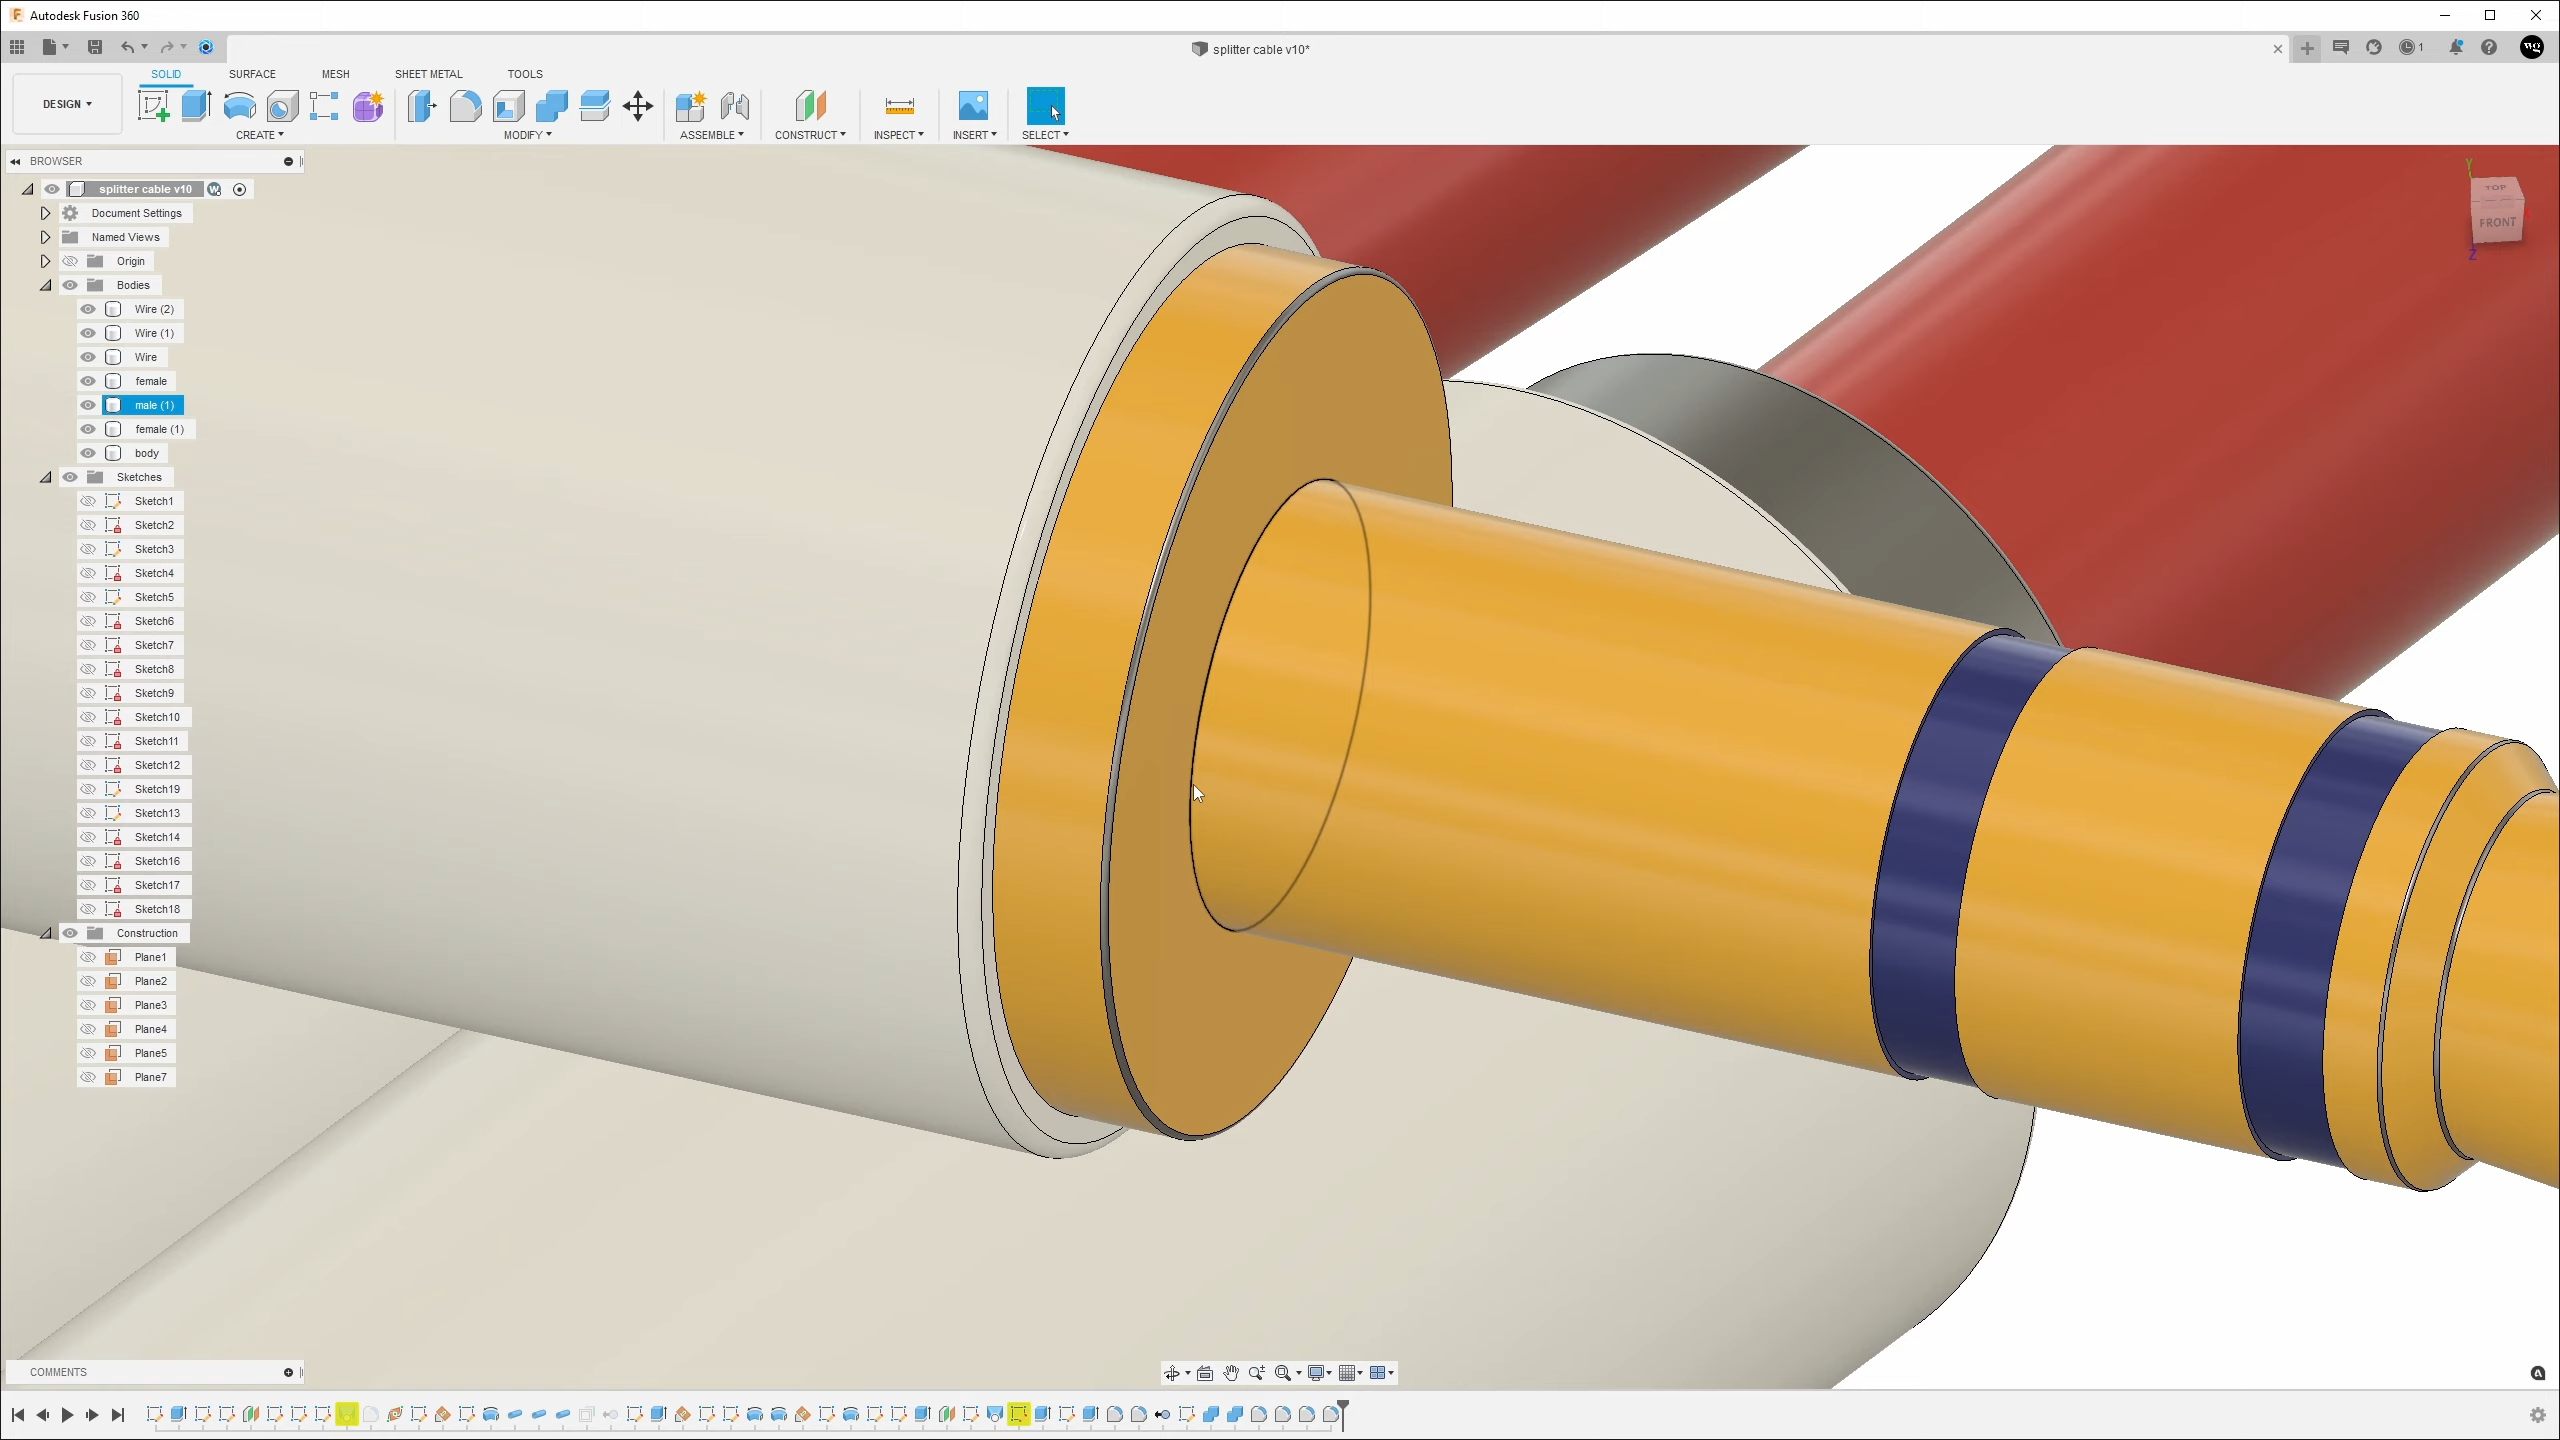 Autodesk Fusion 360
splitter cable v10*
1
DESIGN
SOLID SURFACE MESH SHEET METAL TOOLS
CREATE MODIFY ASSEMBLE CONSTRUCT INSPECT INSERT SELECT
BROWSER
splitter cable v10
Document Settings
Named Views
Origin
Bodies
Wire (2)
Wire (1)
Wire
female
male (1)
female (1)
body
Sketches
Sketch1
Sketch2
Sketch3
Sketch4
Sketch5
Sketch6
Sketch7
Sketch8
Sketch9
Sketch10
Sketch11
Sketch12
Sketch19
Sketch13
Sketch14
Sketch16
Sketch17
Sketch18
Construction
Plane1
Plane2
Plane3
Plane4
Plane5
Plane7
Y
TOP
FRONT
Z
COMMENTS